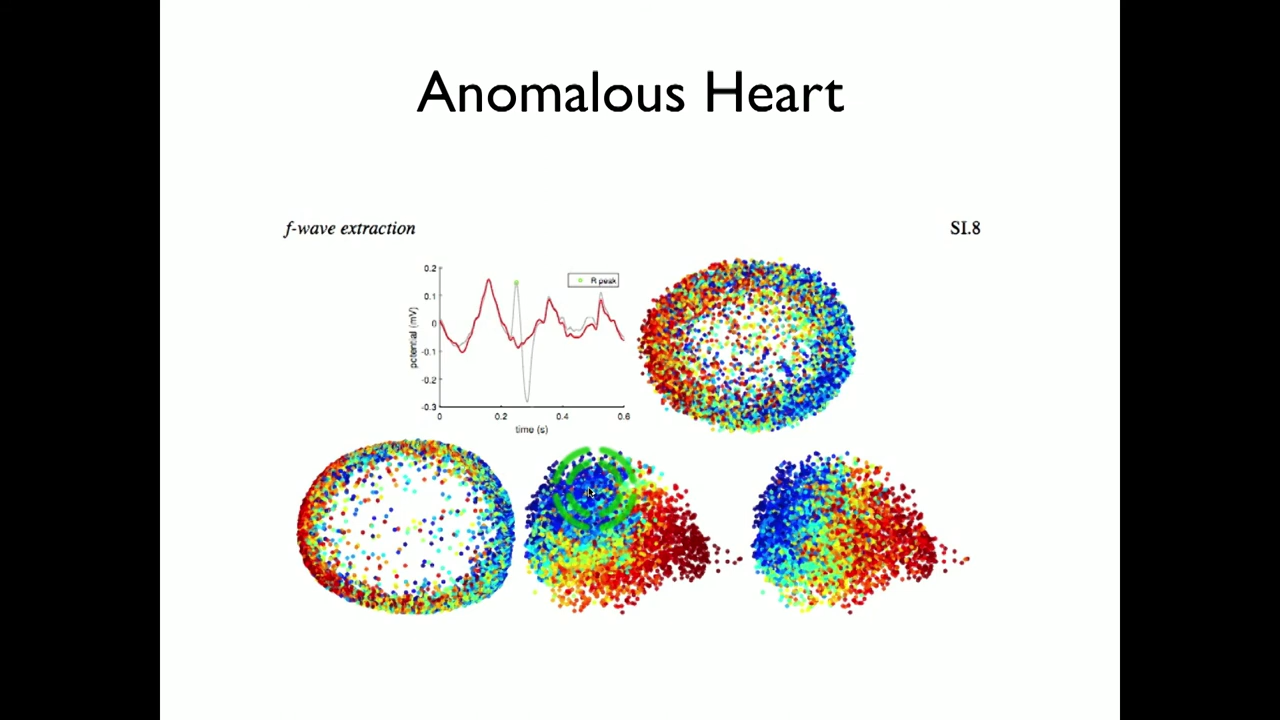 Anomalous Heart
f-wave extraction
SI.8
0.2
0.1
0
-0.1
-0.2
-0.3
potential (mV)
R peak
0 0.2 0.4 0.6
time (s)